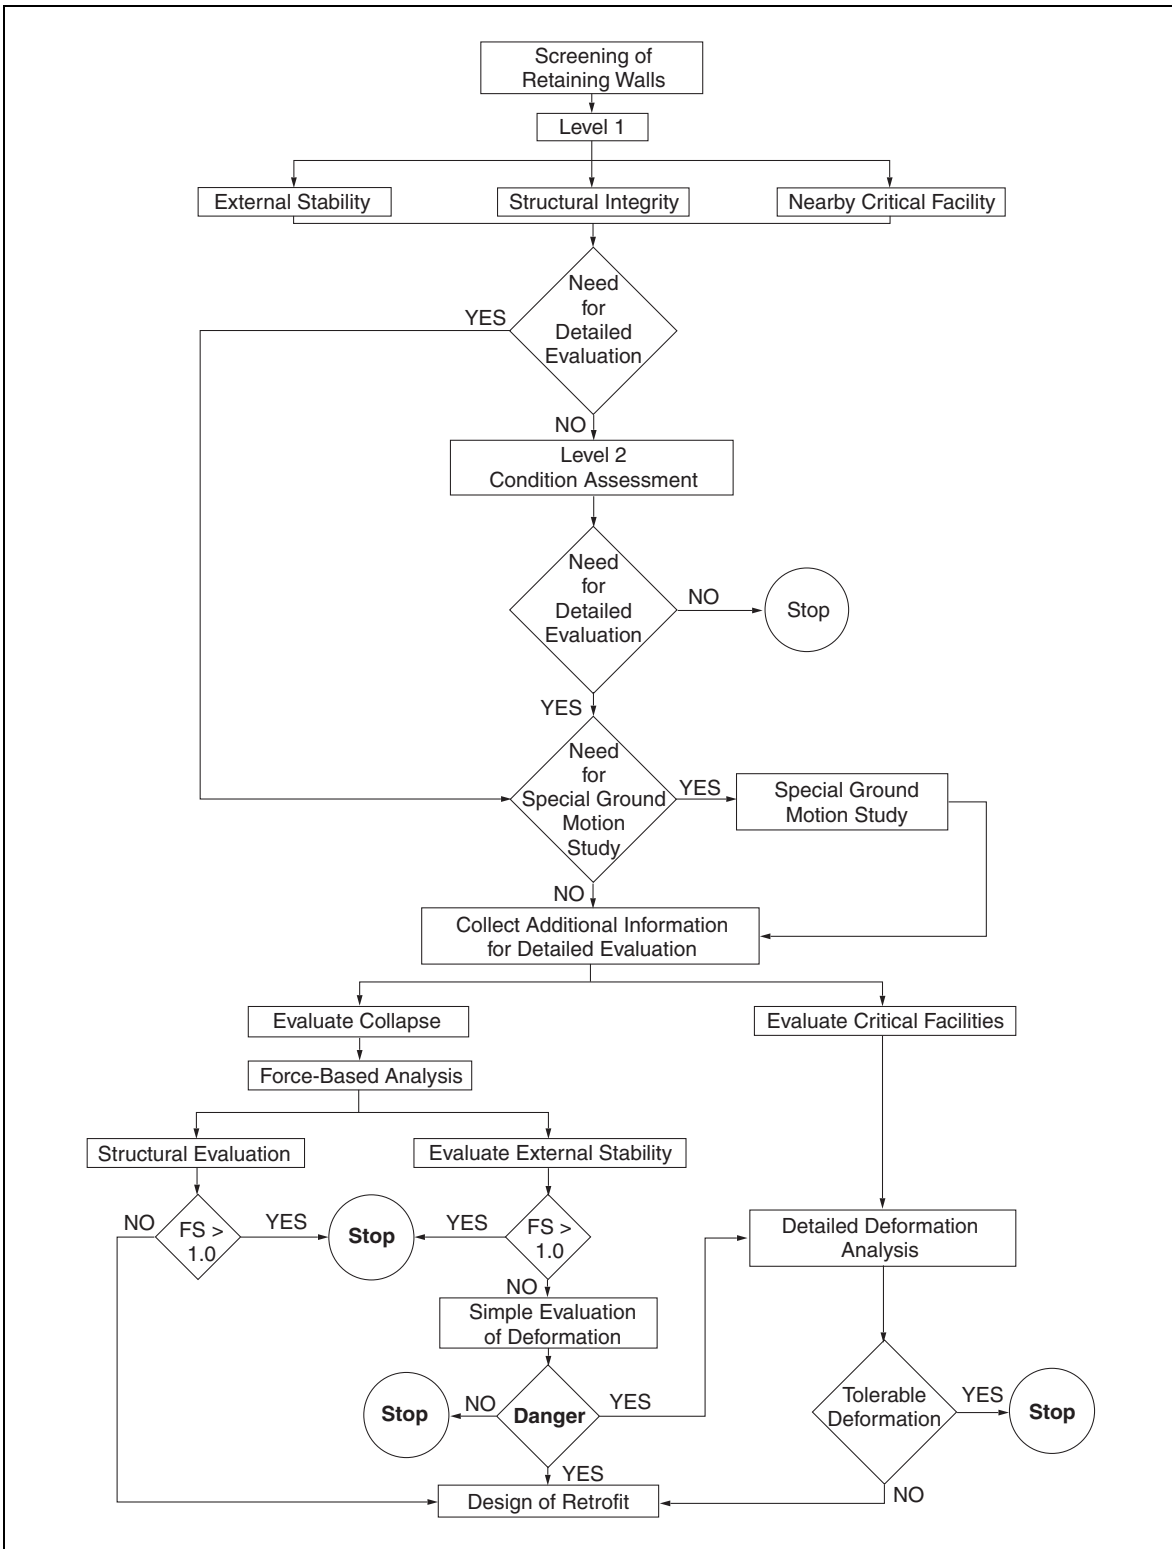 Screening of
Retaining Walls
Level 1
External Stability
Structural Integrity
Nearby Critical Facility
Need
for
Detailed
Evaluation
YES
NO
Level 2
Condition Assessment
Need
for
Detailed
Evaluation
NO
Stop
YES
Need
for
Special Ground
Motion
Study
YES
Special Ground
Motion Study
NO
Collect Additional Information
for Detailed Evaluation
Evaluate Collapse
Evaluate Critical Facilities
Force-Based Analysis
Structural Evaluation
Evaluate External Stability
NO
FS >
1.0
YES
Stop
YES
FS >
1.0
NO
Detailed Deformation
Analysis
Simple Evaluation
of Deformation
Stop
NO
Danger
YES
YES
Tolerable
Deformation
YES
Stop
NO
Design of Retrofit